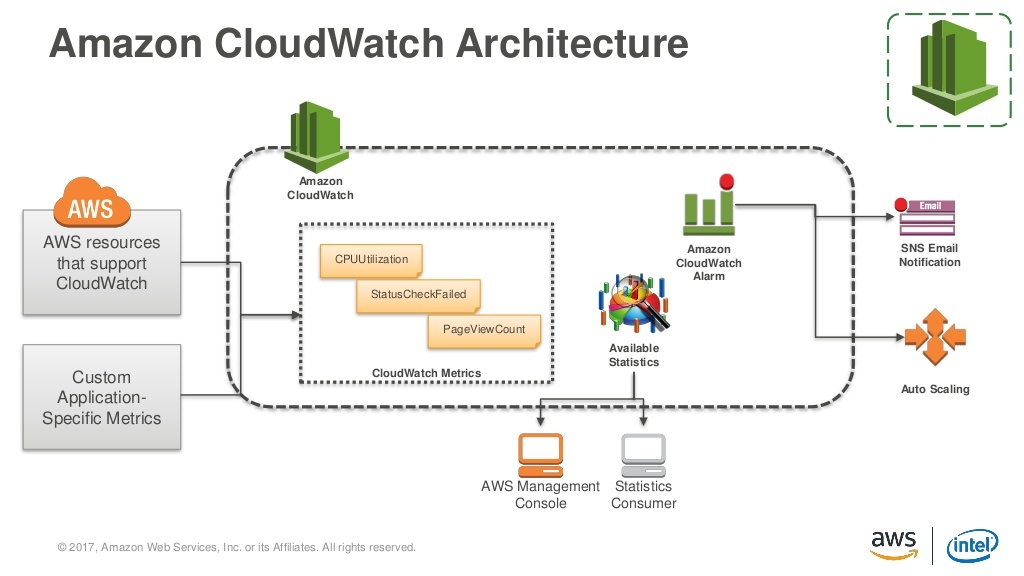 Amazon CloudWatch Architecture
Amazon
CloudWatch
AWS
AWS resources
that support
CloudWatch
Custom
Application-
Specific Metrics
CPUUtilization
StatusCheckFailed
PageViewCount
CloudWatch Metrics
Available
Statistics
Amazon
CloudWatch
Alarm
Email
SNS Email
Notification
Auto Scaling
AWS Management
Console
Statistics
Consumer
© 2017, Amazon Web Services, Inc. or its Affiliates. All rights reserved.
aws
intel